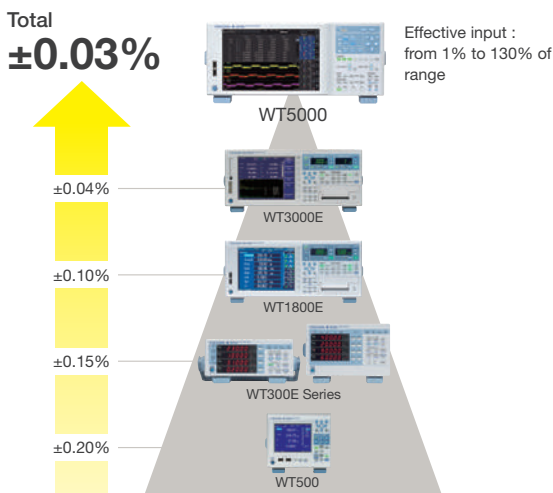 Total
±0.03%
Effective input :
from 1% to 130% of
range
WT5000
±0.04%
WT3000E
±0.10%
WT1800E
±0.15%
WT300E Series
±0.20%
WT500